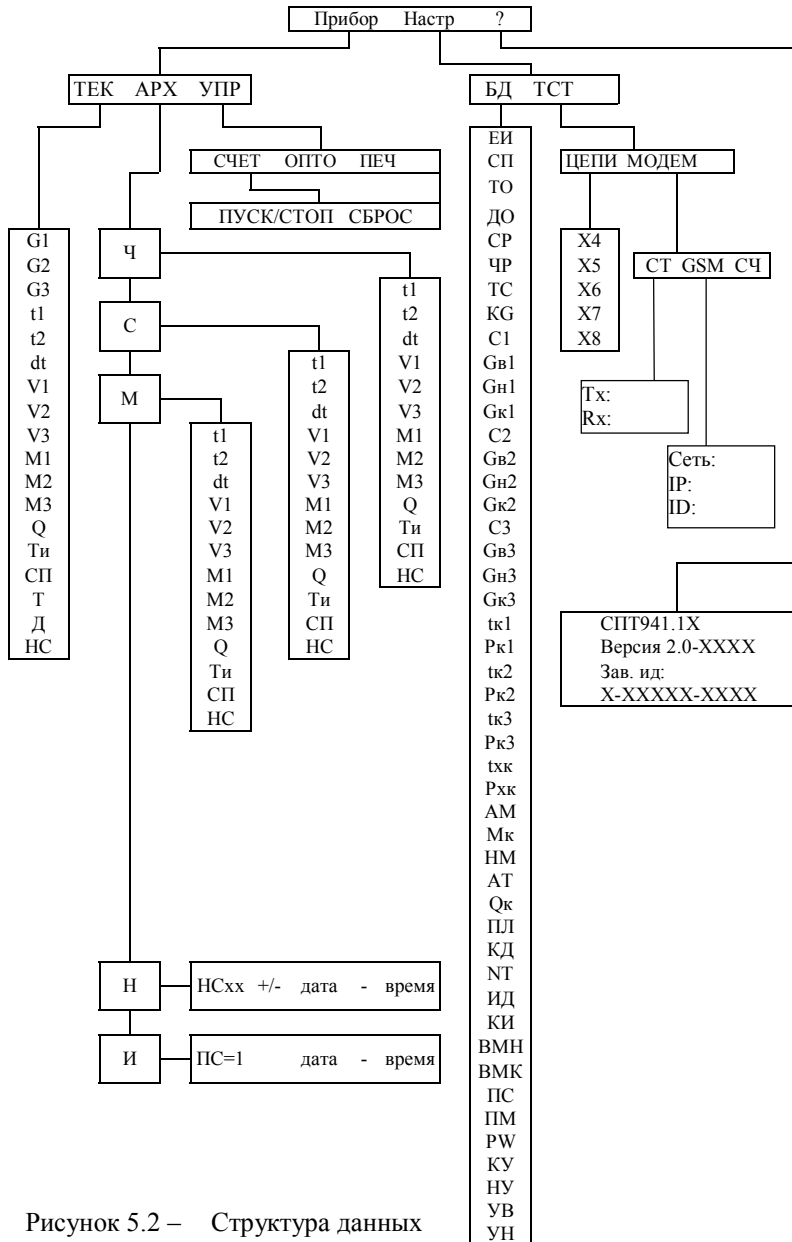 Прибор Настр ?
ТЕК АРХ УПР
БД ТСТ
СЧЕТ ОПТО ПЕЧ
ПУСК/СТОП СБРОС
G1
G2
G3
t1
t2
dt
V1
V2
V3
M1
M2
M3
Q
Ти
СП
Т
Д
НС
Ч
С
М
t1
t2
dt
V1
V2
V3
M1
M2
M3
Q
Ти
СП
НС
t1
t2
dt
V1
V2
V3
M1
M2
M3
Q
Ти
СП
НС
t1
t2
dt
V1
V2
V3
M1
M2
M3
Q
Ти
СП
НС
Н
НСхх +/- дата - время
И
ПС=1 дата - время
ЕИ
СП
ТО
ДО
СР
ЧР
ТС
KG
С1
Gв1
Gн1
Gк1
С2
Gв2
Gн2
Gк2
С3
Gв3
Gн3
Gк3
tк1
Рк1
tк2
Рк2
tк3
Рк3
tхк
Рхк
АМ
Мк
НМ
АТ
Qк
ПЛ
КД
NT
ИД
КИ
ВМН
ВМК
ПС
ПМ
PW
КУ
НУ
УВ
УН
ЦЕПИ МОДЕМ
X4
X5
X6
X7
X8
СТ GSM СЧ
Tx:
Rx:
Сеть:
IP:
ID:
СПТ941.1Х
Версия 2.0-ХХХХ
Зав. ид:
Х-ХХХХХ-ХХХХ
Рисунок 5.2 – Структура данных